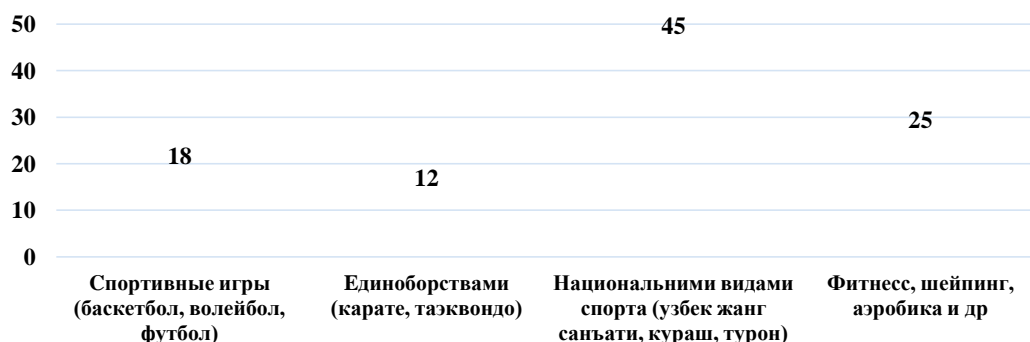 50
45
40
30
25
20
18
12
10
0
Спортивные игры
(баскетбол, волейбол,
футбол)
Единоборствами
(карате, таэквондо)
Национальними видами
спорта (узбек жанг
санъати, кураш, турон)
Фитнесс, шейпинг,
аэробика и др